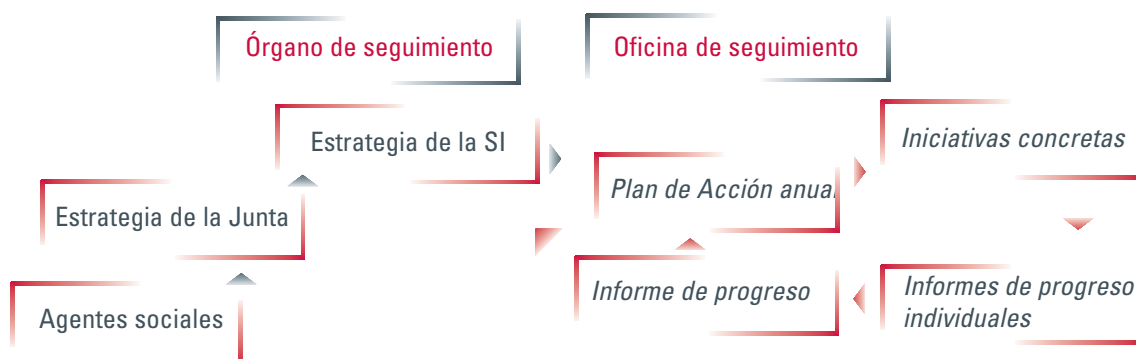 Órgano de seguimiento
Oficina de seguimiento
Estrategia de la SI
Iniciativas concretas
Plan de Acción anual
Estrategia de la Junta
Informe de progreso
Informes de progreso
individuales
Agentes sociales